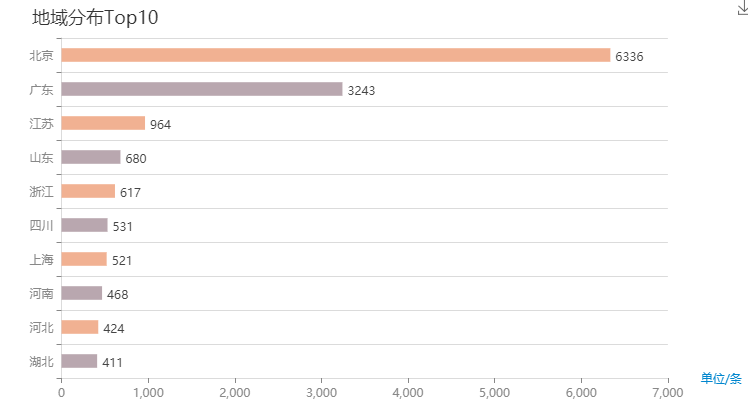 地域分布Top10
北京 6336
广东 3243
江苏 964
山东 680
浙江 617
四川 531
上海 521
河南 468
河北 424
湖北 411
0 1,000 2,000 3,000 4,000 5,000 6,000 7,000
单位/条